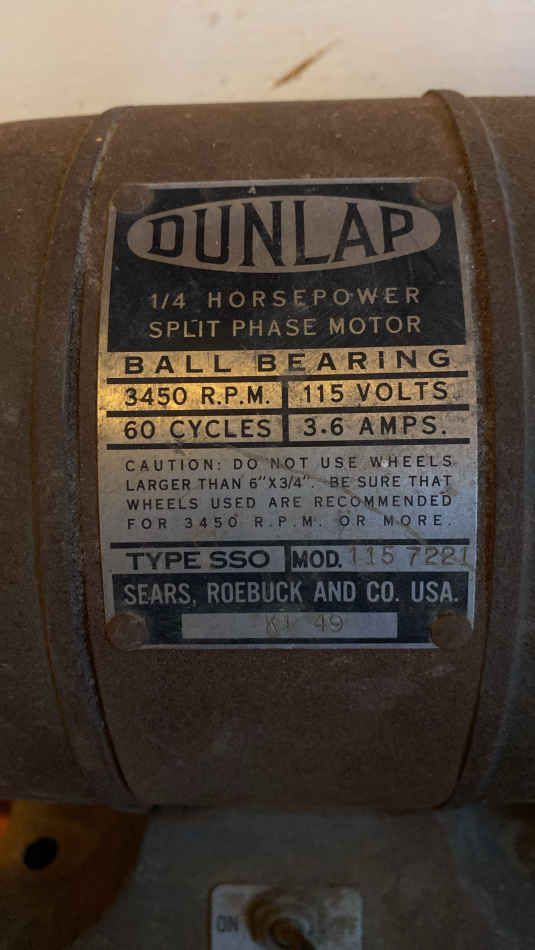 DUNLAP
1/4 HORSEPOWER
SPLIT PHASE MOTOR
BALL BEARING
3450 R.P.M. 115 VOLTS
60 CYCLES 3.6 AMPS.
CAUTION: DO NOT USE WHEELS
LARGER THAN 6"X3/4". BE SURE THAT
WHEELS USED ARE RECOMMENDED
FOR 3450 R.P.M. OR MORE.
TYPE SSO MOD. 115 7221
SEARS, ROEBUCK AND CO. USA.
49
ON OFF